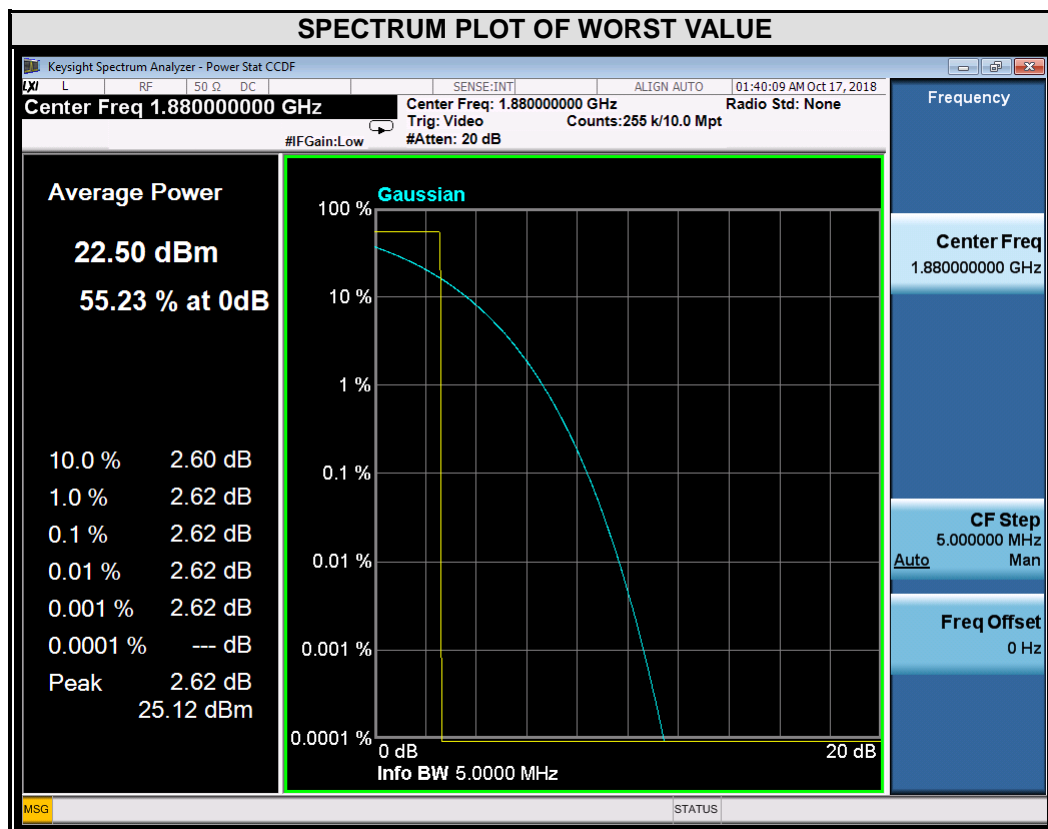 SPECTRUM PLOT OF WORST VALUE
Keysight Spectrum Analyzer - Power Stat CCDF
LXI L RF 50 Ω DC SENSE:INT ALIGN AUTO 01:40:09 AM Oct 17, 2018
Center Freq 1.880000000 GHz
#IFGain:Low
Center Freq: 1.880000000 GHz Radio Std: None
Trig: Video Counts:255 k/10.0 Mpt
#Atten: 20 dB
Average Power
22.50 dBm
55.23 % at 0dB
10.0 % 2.60 dB
1.0 % 2.62 dB
0.1 % 2.62 dB
0.01 % 2.62 dB
0.001 % 2.62 dB
0.0001 % --- dB
Peak 2.62 dB
25.12 dBm
Gaussian
100 %
10 %
1 %
0.1 %
0.01 %
0.001 %
0.0001 %
0 dB 20 dB
Info BW 5.0000 MHz
Frequency
Center Freq
1.880000000 GHz
CF Step
5.000000 MHz
Auto Man
Freq Offset
0 Hz
MSG STATUS